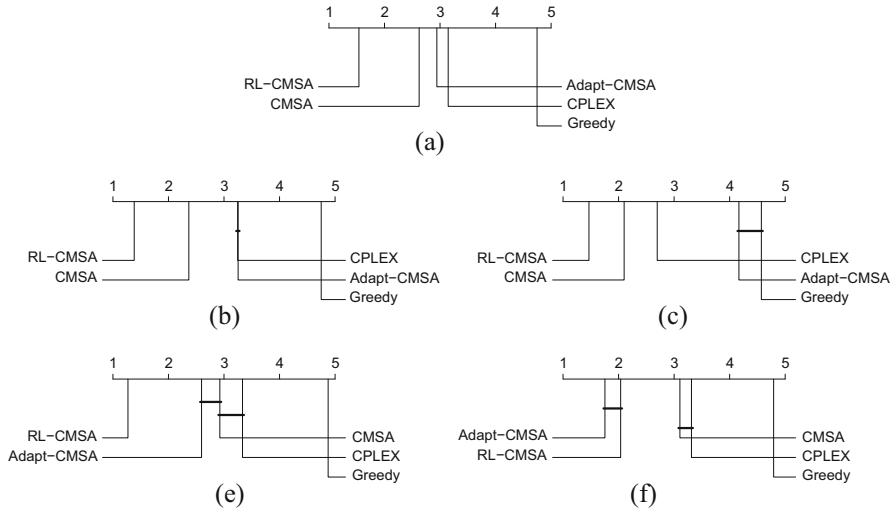 1 2 3 4 5
RL−CMSA Adapt−CMSA
CMSA CPLEX
Greedy
(a)
1 2 3 4 5
RL−CMSA CPLEX
CMSA Adapt−CMSA
Greedy
(b)
1 2 3 4 5
RL−CMSA CPLEX
CMSA Adapt−CMSA
Greedy
(c)
1 2 3 4 5
RL−CMSA CMSA
Adapt−CMSA CPLEX
Greedy
(e)
1 2 3 4 5
Adapt−CMSA CMSA
RL−CMSA CPLEX
Greedy
(f)